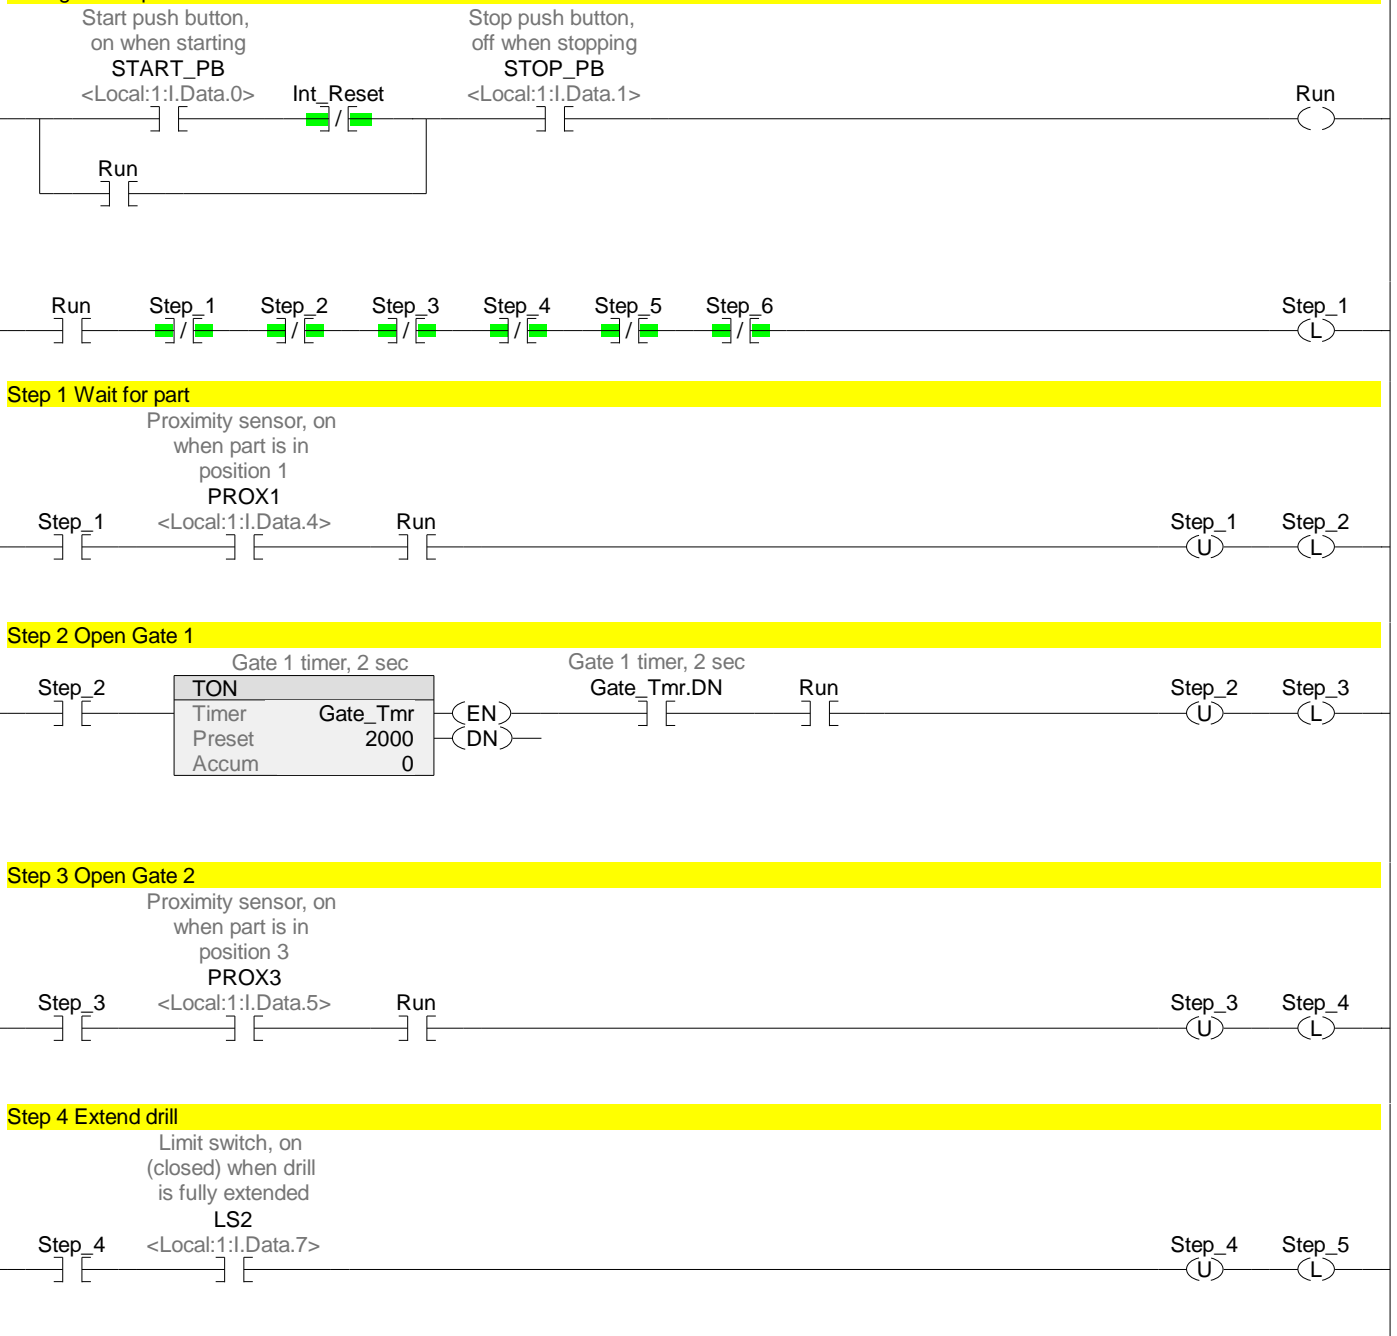 Start push button,
on when starting
START_PB
<Local:1:I.Data.0>
Int_Reset
Stop push button,
off when stopping
STOP_PB
<Local:1:I.Data.1>
Run
/
Run
Run
Step_1
Step_2
Step_3
Step_4
Step_5
Step_6
Step_1
/ / / / / /
L
Step 1 Wait for part
Proximity sensor, on
when part is in
position 1
PROX1
Step_1
<Local:1:I.Data.4>
Run
Step_1
Step_2
U
L
Step 2 Open Gate 1
Gate 1 timer, 2 sec
Gate 1 timer, 2 sec
Step_2
TON
Gate_Tmr.DN
Run
Step_2
Step_3
Timer Gate_Tmr
EN
U
L
Preset 2000
DN
Accum 0
Step 3 Open Gate 2
Proximity sensor, on
when part is in
position 3
PROX3
Step_3
<Local:1:I.Data.5>
Run
Step_3
Step_4
U
L
Step 4 Extend drill
Limit switch, on
(closed) when drill
is fully extended
LS2
Step_4
<Local:1:I.Data.7>
Step_4
Step_5
U
L